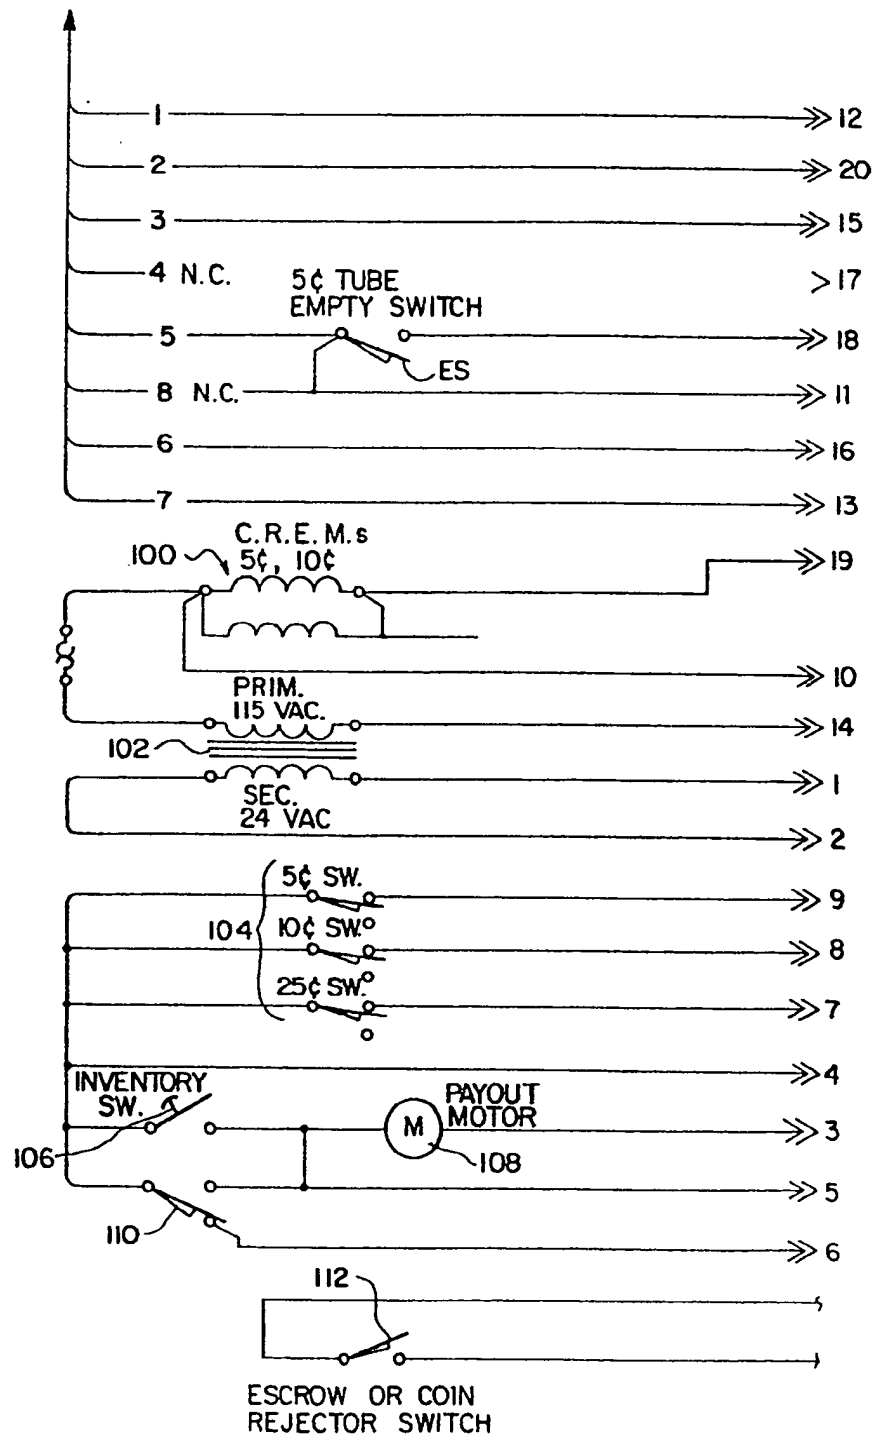 1 12
2 20
3 15
4 N.C. 17
5¢ TUBE
EMPTY SWITCH
5 18
ES
8 N.C. 11
6 16
7 13
C.R.E.M.s
100 5¢, 10¢ 19
10
PRIM.
115 VAC. 14
102
1
SEC.
24 VAC
2
5¢ SW. 9
104 10¢ SW. 8
25¢ SW. 7
4
INVENTORY
SW.
PAYOUT
MOTOR
M 3
106 108
5
110 6
112
ESCROW OR COIN
REJECTOR SWITCH